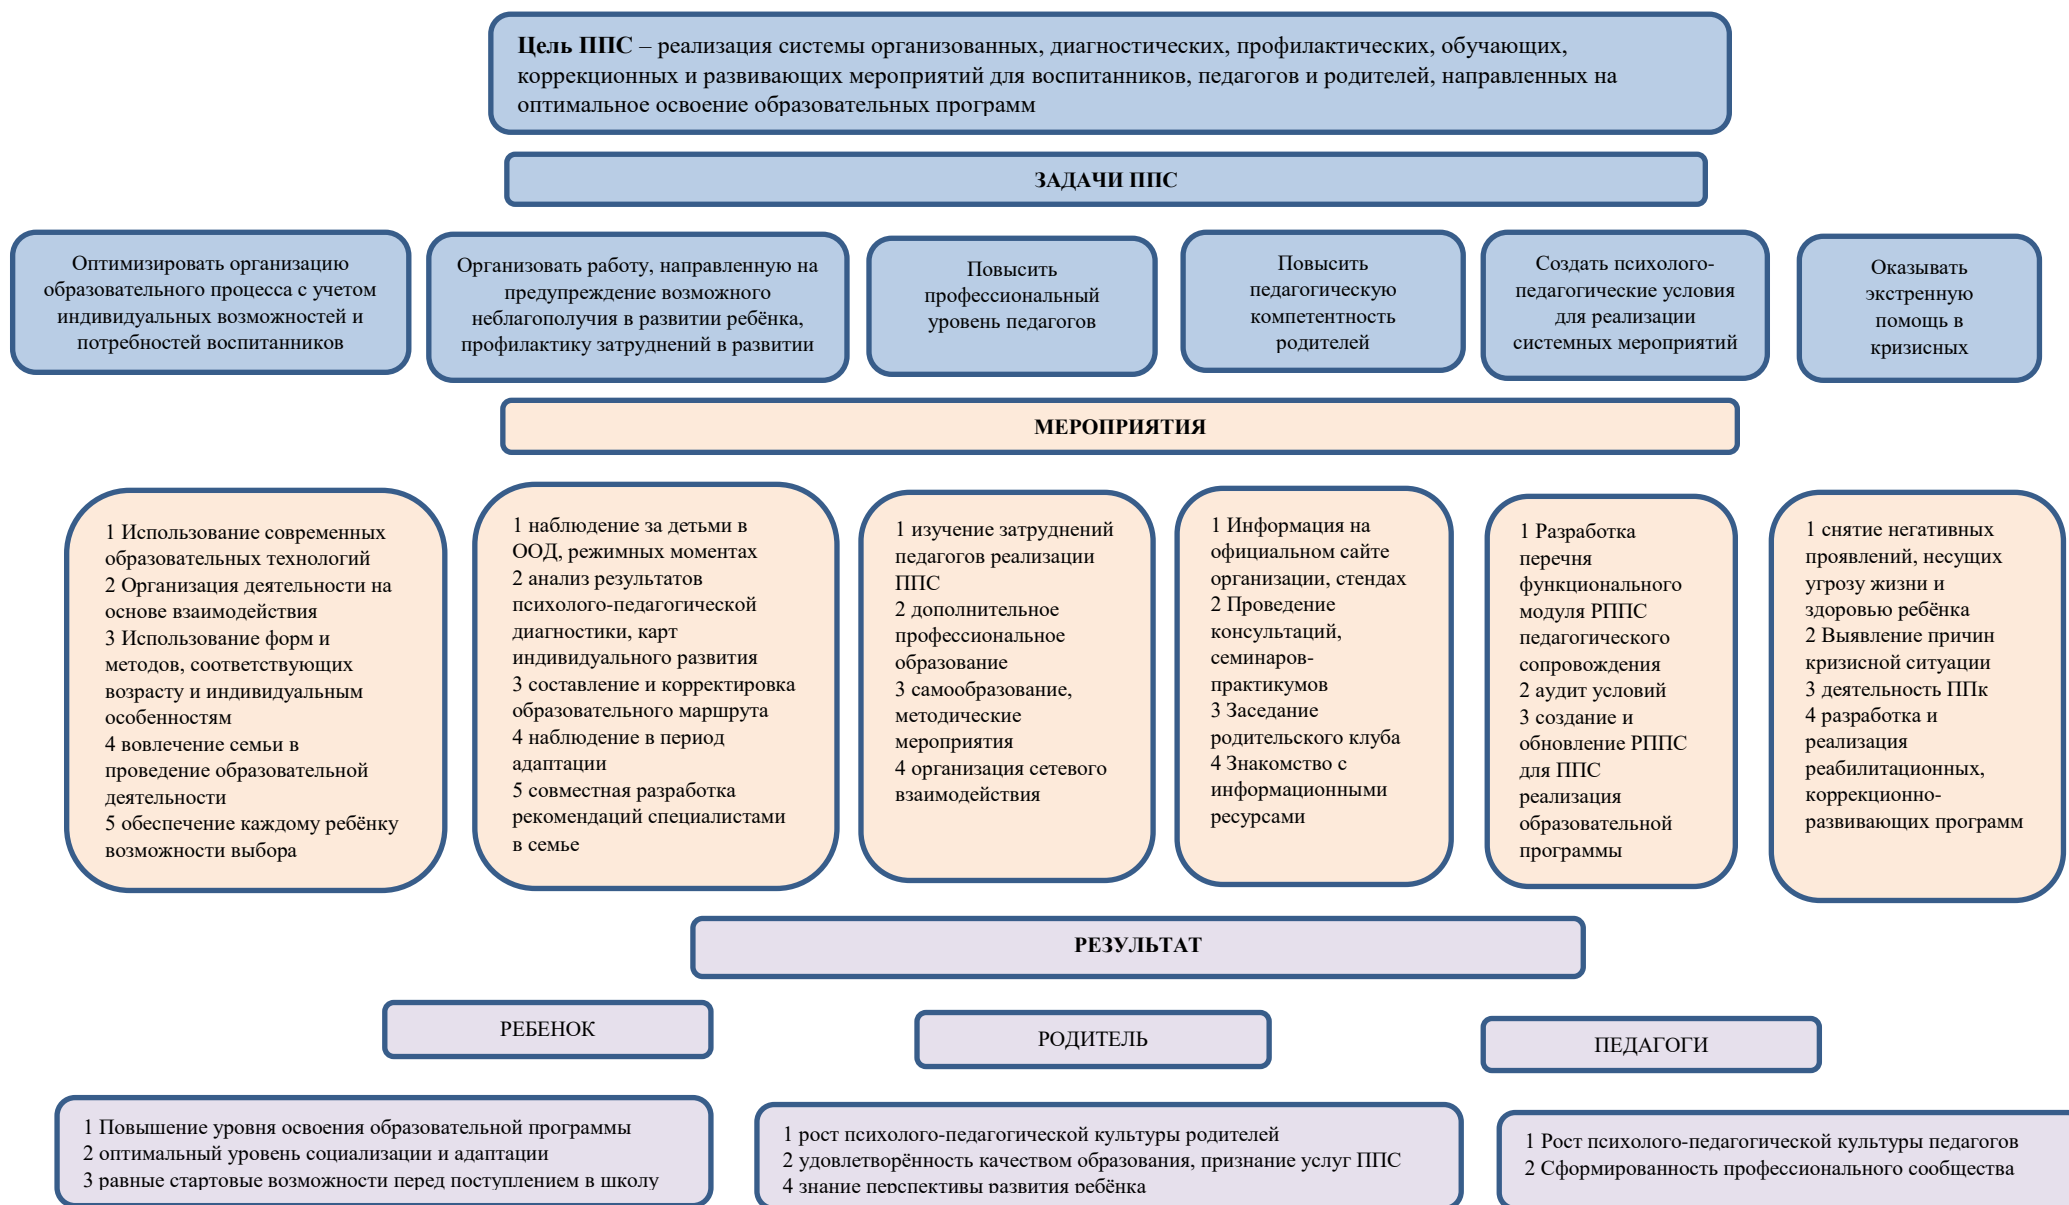 Цель ППС – реализация системы организованных, диагностических, профилактических, обучающих,
коррекционных и развивающих мероприятий для воспитанников, педагогов и родителей, направленных на
оптимальное освоение образовательных программ
ЗАДАЧИ ППС
Оптимизировать организацию
образовательного процесса с учетом
индивидуальных возможностей и
потребностей воспитанников
Организовать работу, направленную на
предупреждение возможного
неблагополучия в развитии ребёнка,
профилактику затруднений в развитии
Повысить
профессиональный
уровень педагогов
Повысить
педагогическую
компетентность
родителей
Создать психолого-
педагогические условия
для реализации
системных мероприятий
Оказывать
экстренную
помощь в
кризисных
МЕРОПРИЯТИЯ
1 Использование современных
образовательных технологий
2 Организация деятельности на
основе взаимодействия
3 Использование форм и
методов, соответствующих
возрасту и индивидуальным
особенностям
4 вовлечение семьи в
проведение образовательной
деятельности
5 обеспечение каждому ребёнку
возможности выбора
1 наблюдение за детьми в
ООД, режимных моментах
2 анализ результатов
психолого-педагогической
диагностики, карт
индивидуального развития
3 составление и корректировка
образовательного маршрута
4 наблюдение в период
адаптации
5 совместная разработка
рекомендаций специалистами
в семье
1 изучение затруднений
педагогов реализации
ППС
2 дополнительное
профессиональное
образование
3 самообразование,
методические
мероприятия
4 организация сетевого
взаимодействия
1 Информация на
официальном сайте
организации, стендах
2 Проведение
консультаций,
семинаров-
практикумов
3 Заседание
родительского клуба
4 Знакомство с
информационными
ресурсами
1 Разработка
перечня
функционального
модуля РППС
педагогического
сопровождения
2 аудит условий
3 создание и
обновление РППС
для ППС
реализация
образовательной
программы
1 снятие негативных
проявлений, несущих
угрозу жизни и
здоровью ребёнка
2 Выявление причин
кризисной ситуации
3 деятельность ППк
4 разработка и
реализация
реабилитационных,
коррекционно-
развивающих программ
РЕЗУЛЬТАТ
РЕБЕНОК
РОДИТЕЛЬ
ПЕДАГОГИ
1 Повышение уровня освоения образовательной программы
2 оптимальный уровень социализации и адаптации
3 равные стартовые возможности перед поступлением в школу
1 рост психолого-педагогической культуры родителей
2 удовлетворённость качеством образования, признание услуг ППС
4 знание перспективы развития ребёнка
1 Рост психолого-педагогической культуры педагогов
2 Сформированность профессионального сообщества